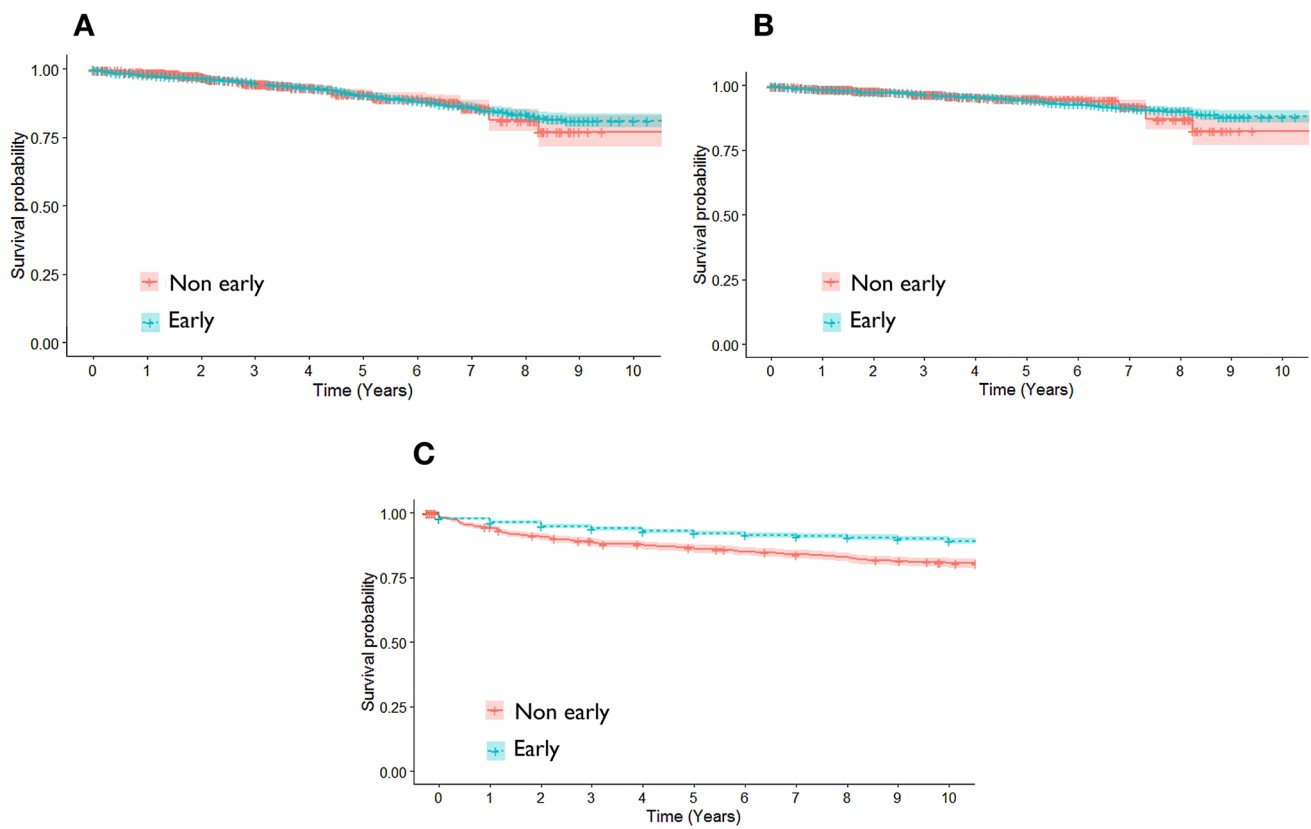 A
Survival probability
1.00
0.75
0.50
0.25
0.00
Non early
Early
0 1 2 3 4 5 6 7 8 9 10
Time (Years)
B
Survival probability
1.00
0.75
0.50
0.25
0.00
Non early
Early
0 1 2 3 4 5 6 7 8 9 10
Time (Years)
C
Survival probability
1.00
0.75
0.50
0.25
0.00
Non early
Early
0 1 2 3 4 5 6 7 8 9 10
Time (Years)